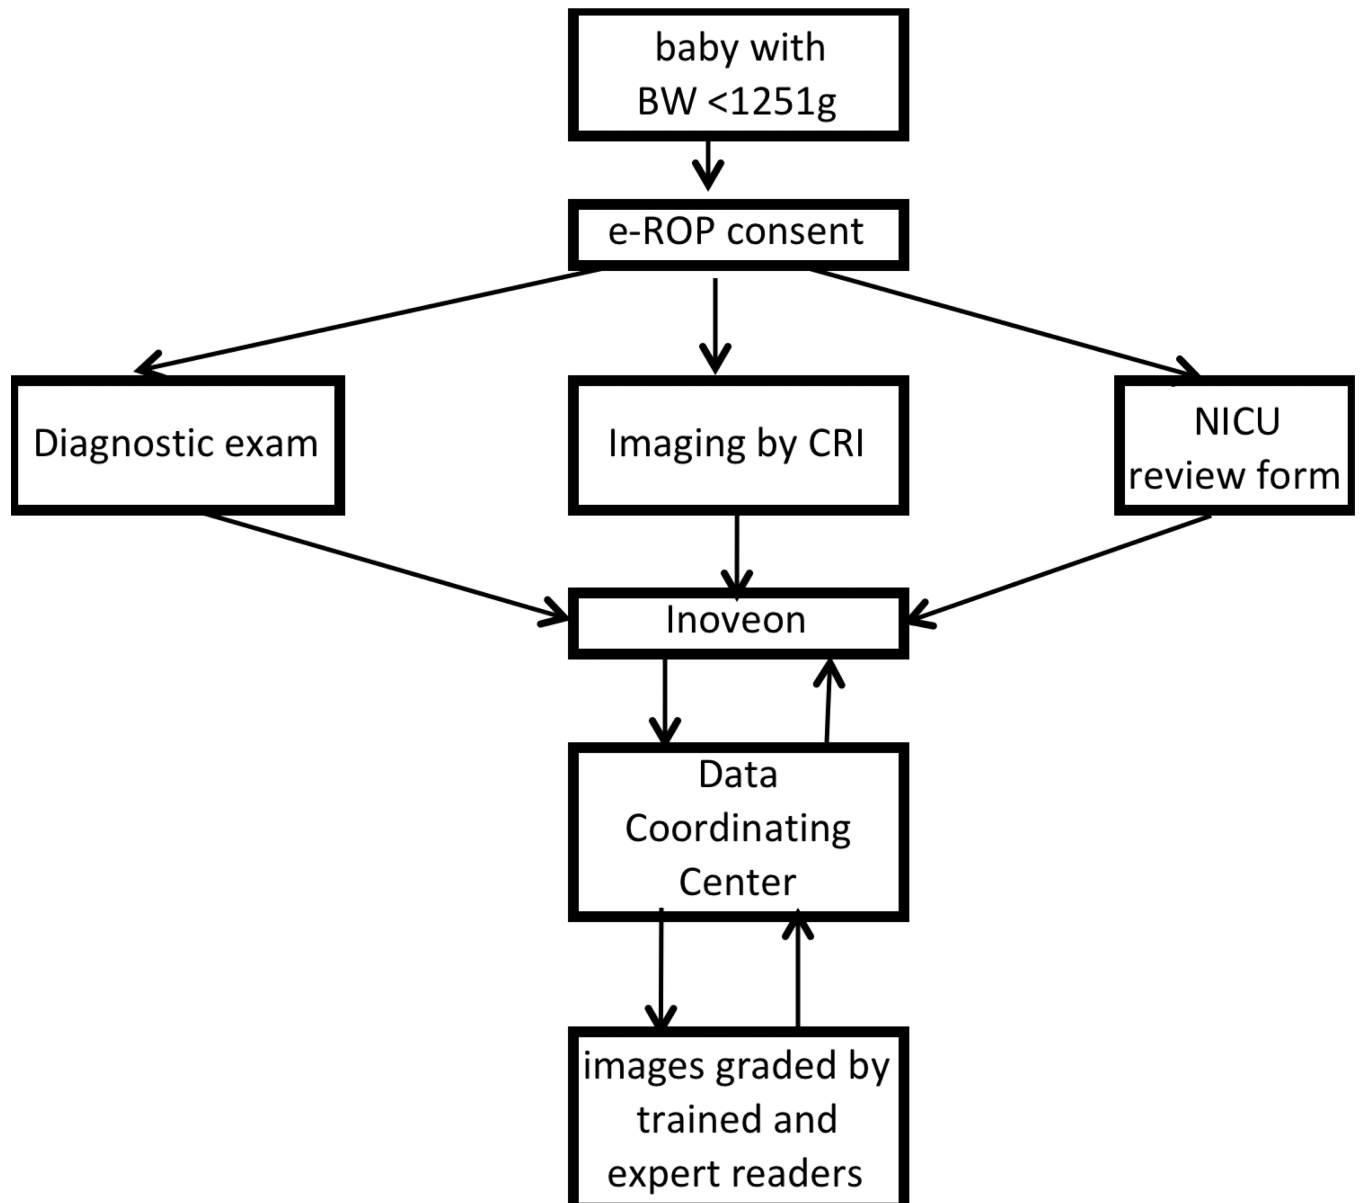 baby with
BW <1251g
e-ROP consent
Diagnostic exam
Imaging by CRI
NICU
review form
Inoveon
Data
Coordinating
Center
images graded by
trained and
expert readers